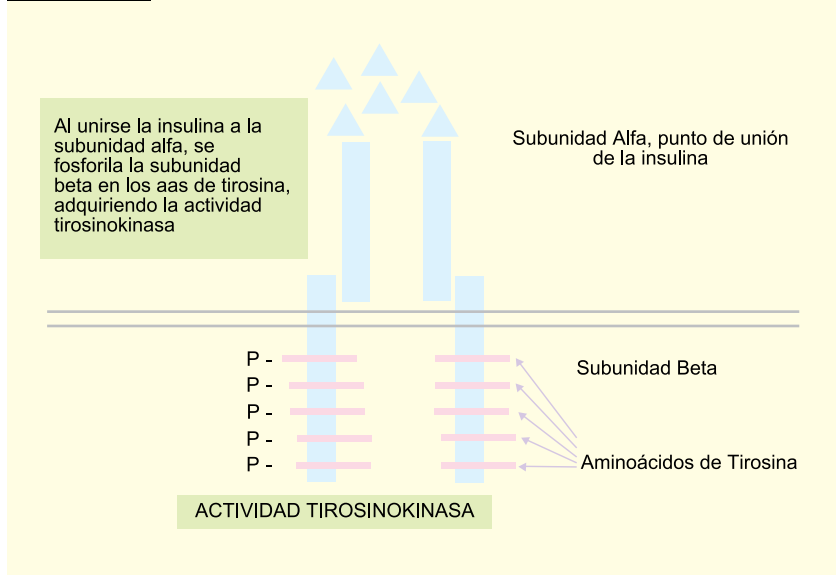 Al unirse la insulina a la
subunidad alfa, se
fosforila la subunidad
beta en los aas de tirosina,
adquiriendo la actividad
tirosinokinasa
Subunidad Alfa, punto de unión
de la insulina
P -
P -
P -
P -
P -
Subunidad Beta
Aminoácidos de Tirosina
ACTIVIDAD TIROSINOKINASA